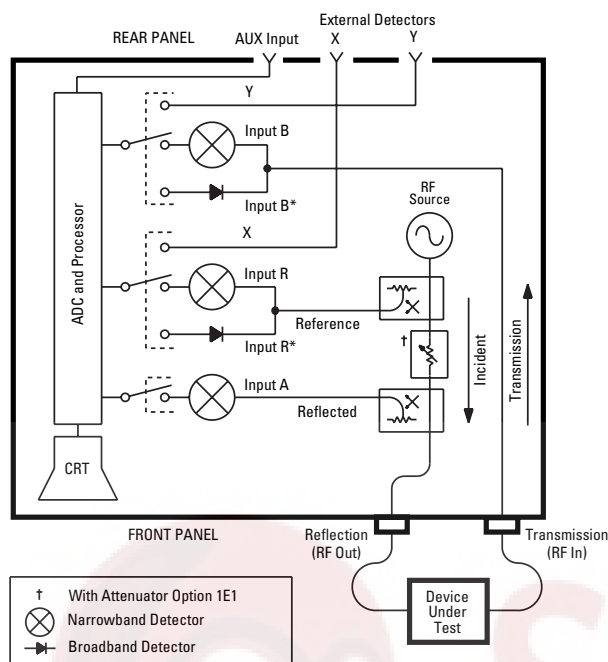 External Detectors
REAR PANEL
AUX Input
X
Y
Y
Input B
Input B*
RF
Source
X
ADC and Processor
Input R
Reference
Input R*
†
Incident
Transmission
Input A
Reflected
CRT
FRONT PANEL
Reflection
(RF Out)
Transmission
(RF In)
Device
Under
Test
† With Attenuator Option 1E1
Narrowband Detector
Broadband Detector